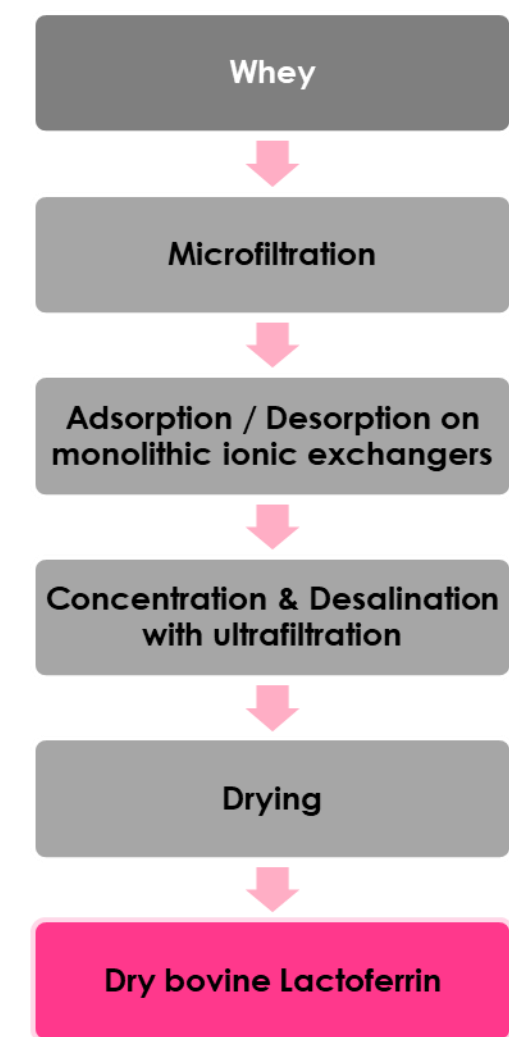 Whey
Microfiltration
Adsorption / Desorption on
monolithic ionic exchangers
Concentration & Desalination
with ultrafiltration
Drying
Dry bovine Lactoferrin